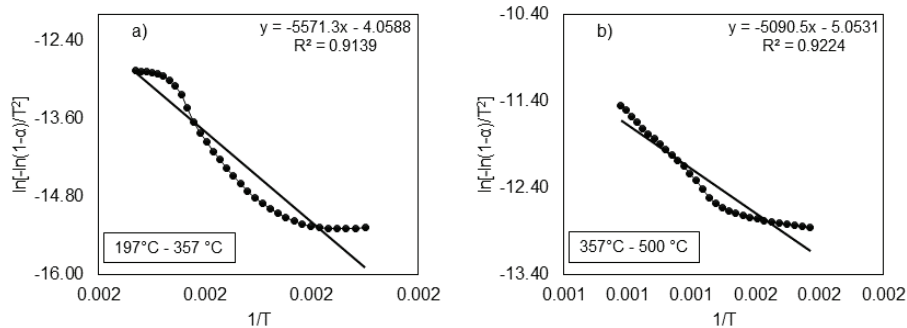 a)
y = -5571.3x - 4.0588
R² = 0.9139
ln[-ln(1-α)/T²]
-12.40
-13.60
-14.80
-16.00
197°C - 357 °C
0.002
0.002
0.002
0.002
1/T
b)
y = -5090.5x - 5.0531
R² = 0.9224
ln[-ln(1-α)/T²]
-10.40
-11.40
-12.40
-13.40
357°C - 500 °C
0.001
0.001
0.001
0.002
0.002
0.002
1/T